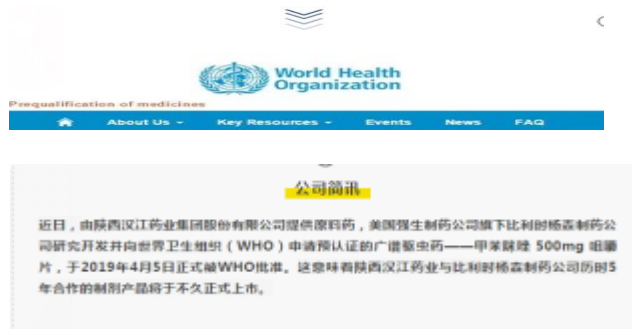 World Health
Organization
Prequalification of medicines
About Us
Key Resources
Events
News
FAQ
公司简讯
近日，由陕西汉江药业集团股份有限公司提供原料药，美国强生制药公司旗下比利时杨森制药公
司研究开发并向世界卫生组织（WHO）申请预认证的广谱驱虫药——甲苯咪唑 500mg 咀嚼
片，于2019年4月5日正式被WHO批准。这意味着陕西汉江药业与比利时杨森制药公司历时5
年合作的制剂产品将于不久正式上市。